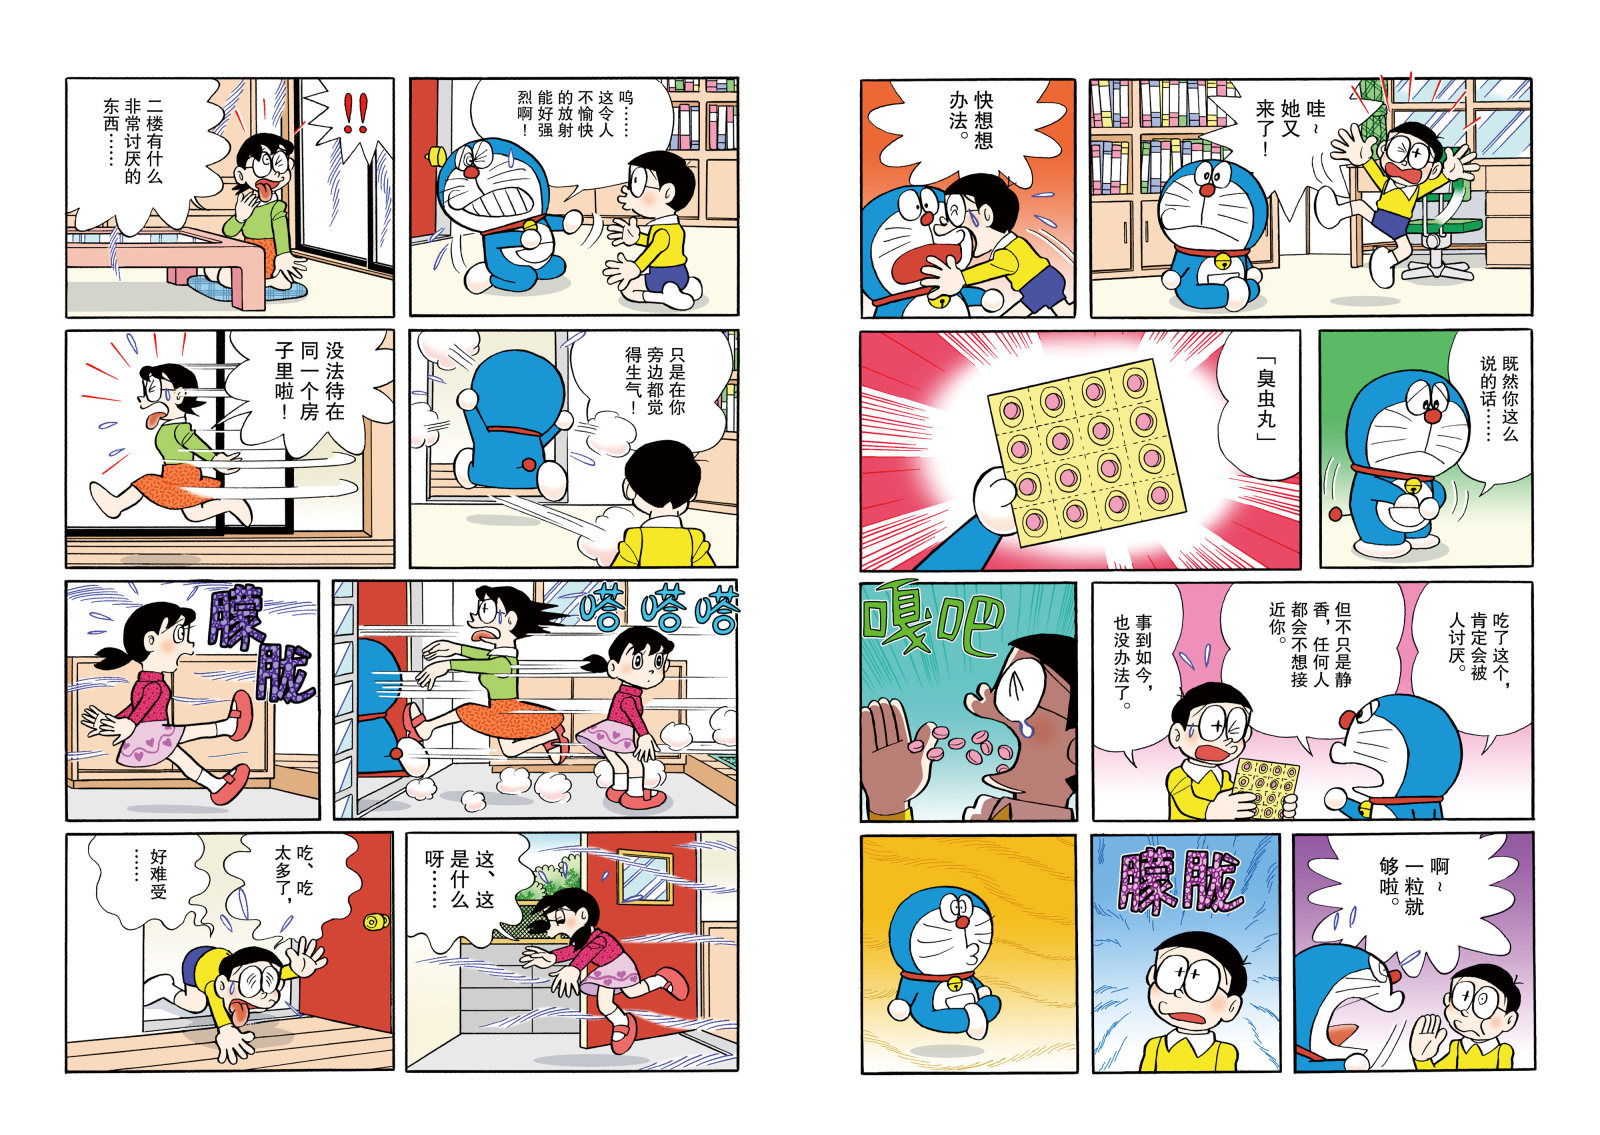 哇~
她又
来了！
快想想
办法。
既然你这么
说的话……
「臭虫丸」
吃了这个，
肯定会被
人讨厌。
但不只是静
香，任何人
都会不想接
近你。
事到如今，
也没办法了。
嘎吧
啊~
一粒就
够啦。
朦胧
呜……
这令人
不愉快
的放射
能好强
烈啊！
!!
二楼有什么
非常讨厌的
东西……
只是在你
旁边都觉
得生气！
没法待在
同一个房
子里啦！
嗒嗒嗒
朦胧
这、这
是什么
呀……
吃、吃
太多了，
好难受
……